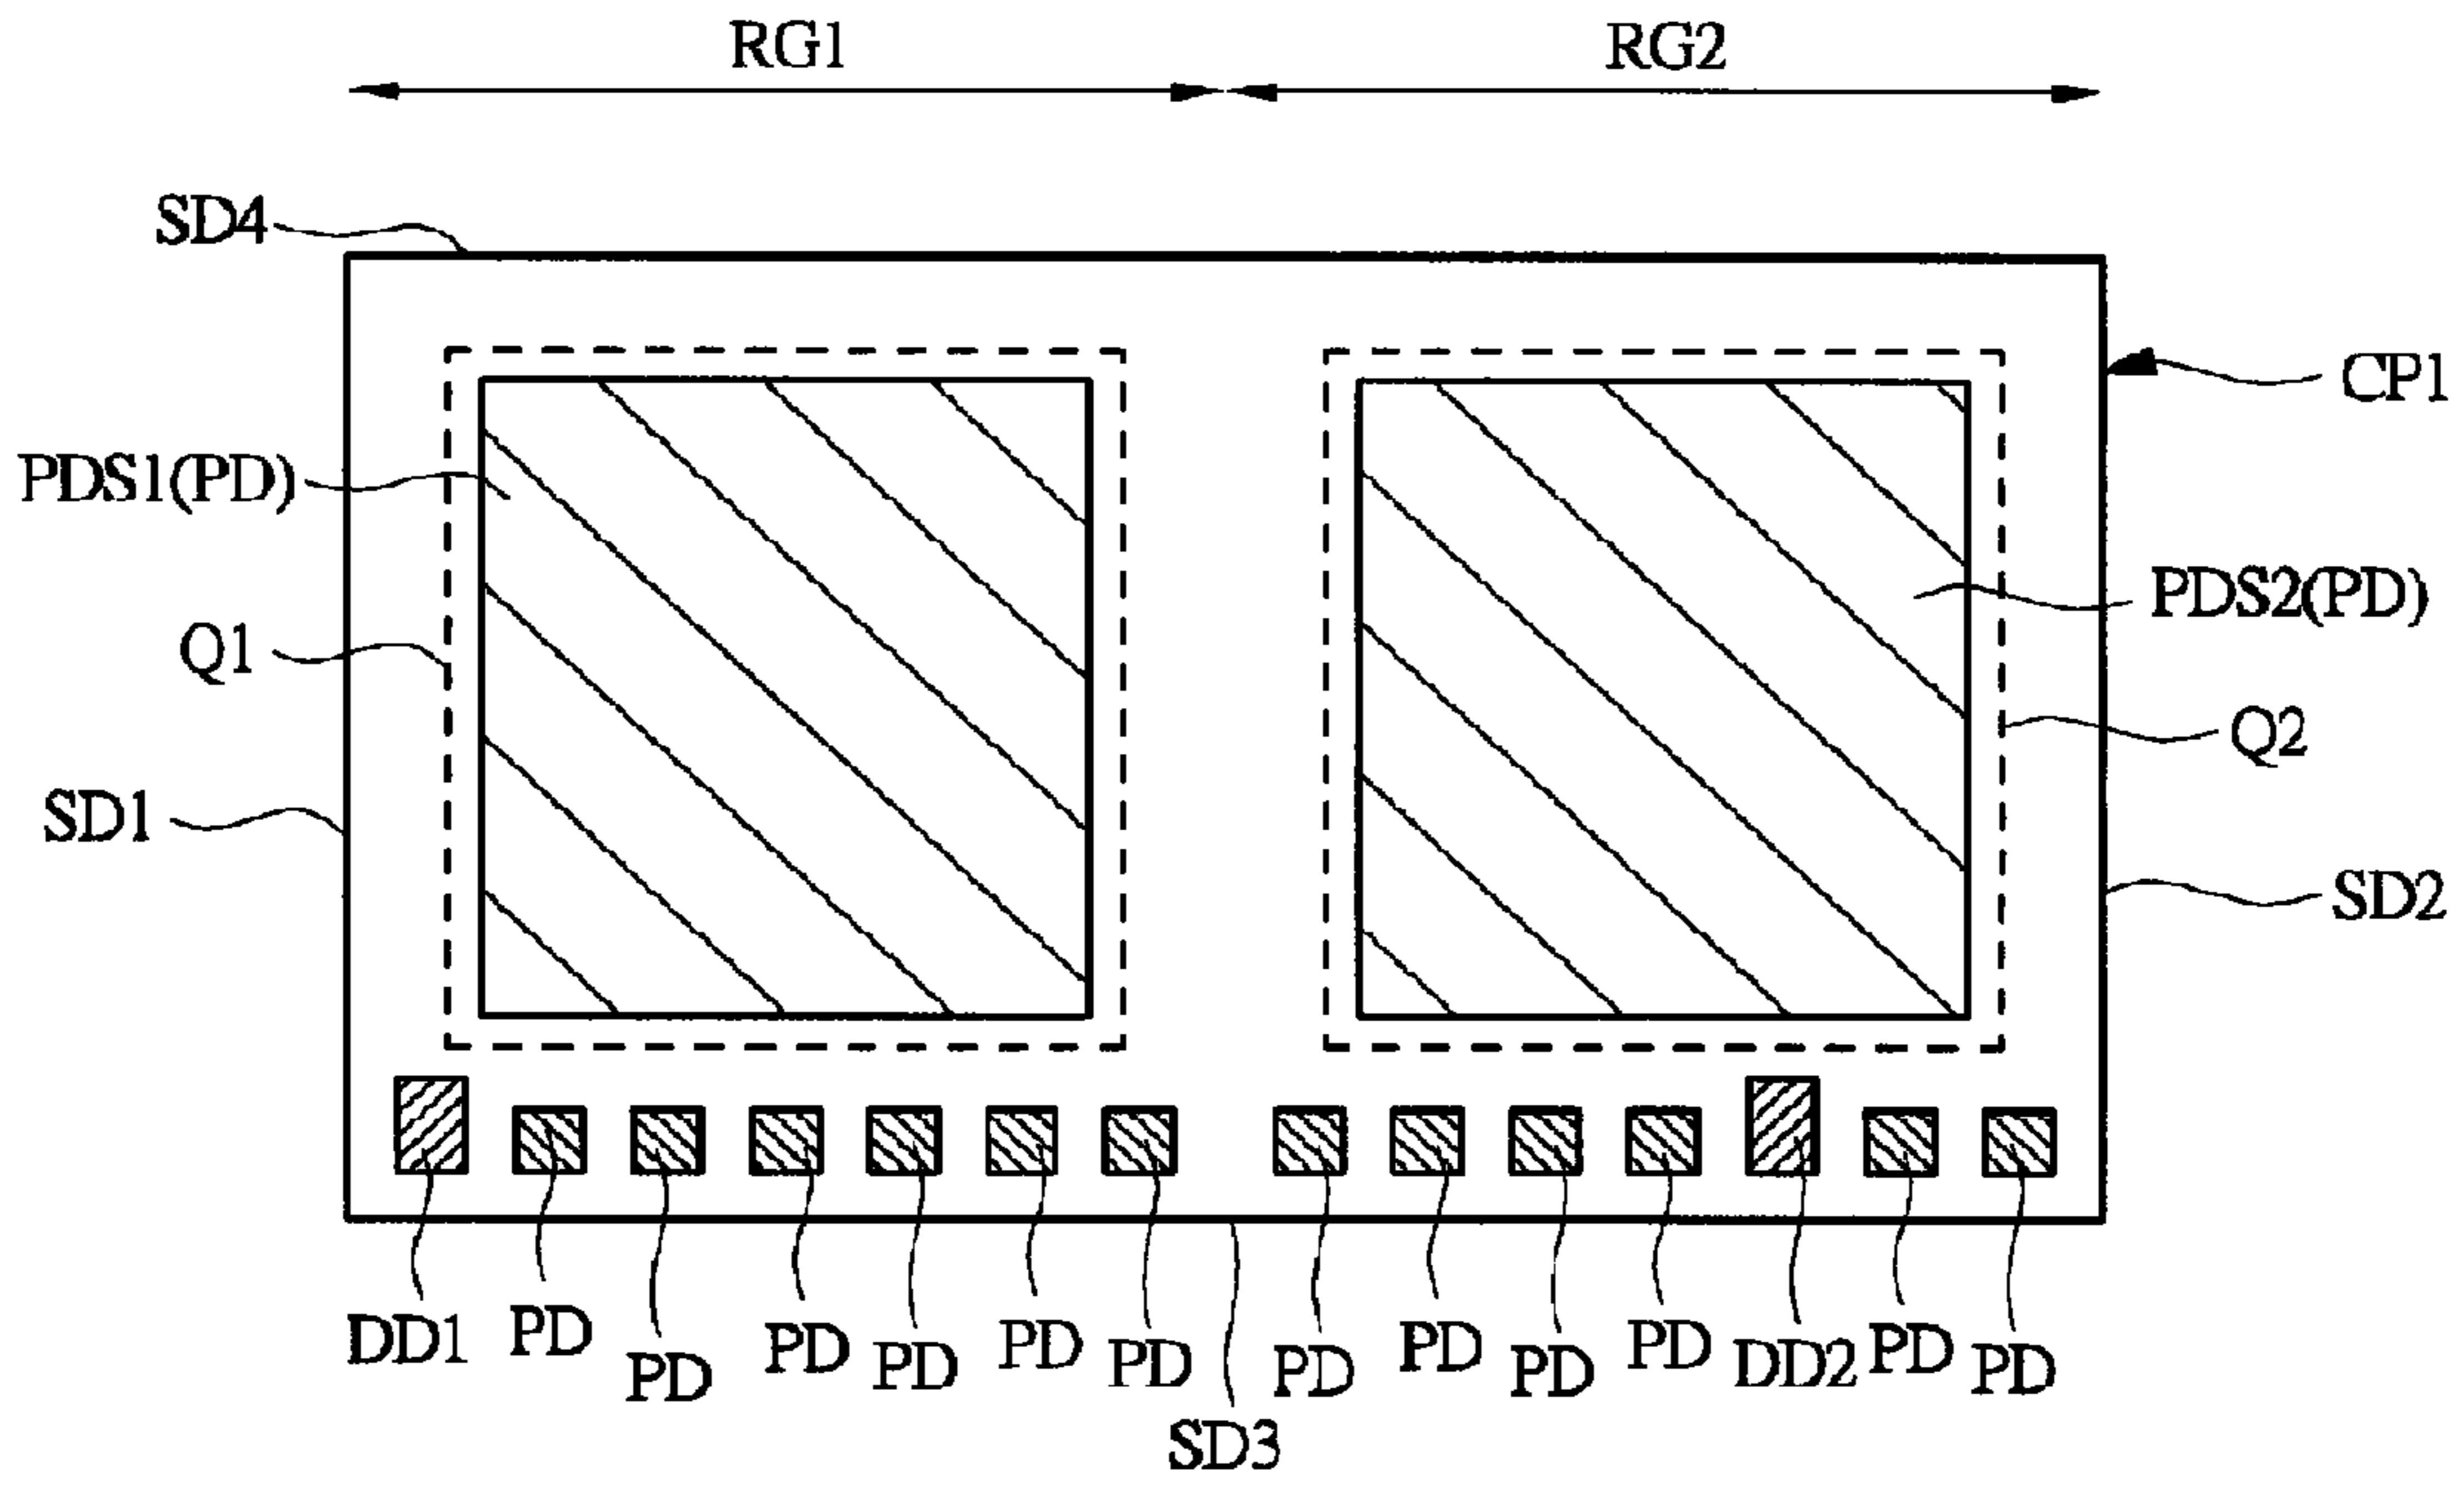 RG1 RG2
SD4
CP1
PDS1(PD)
PDS2(PD)
Q1
Q2
SD1
SD2
DD1 PD PD PD PD PD PD PD PD PD PD DD2 PD PD
SD3